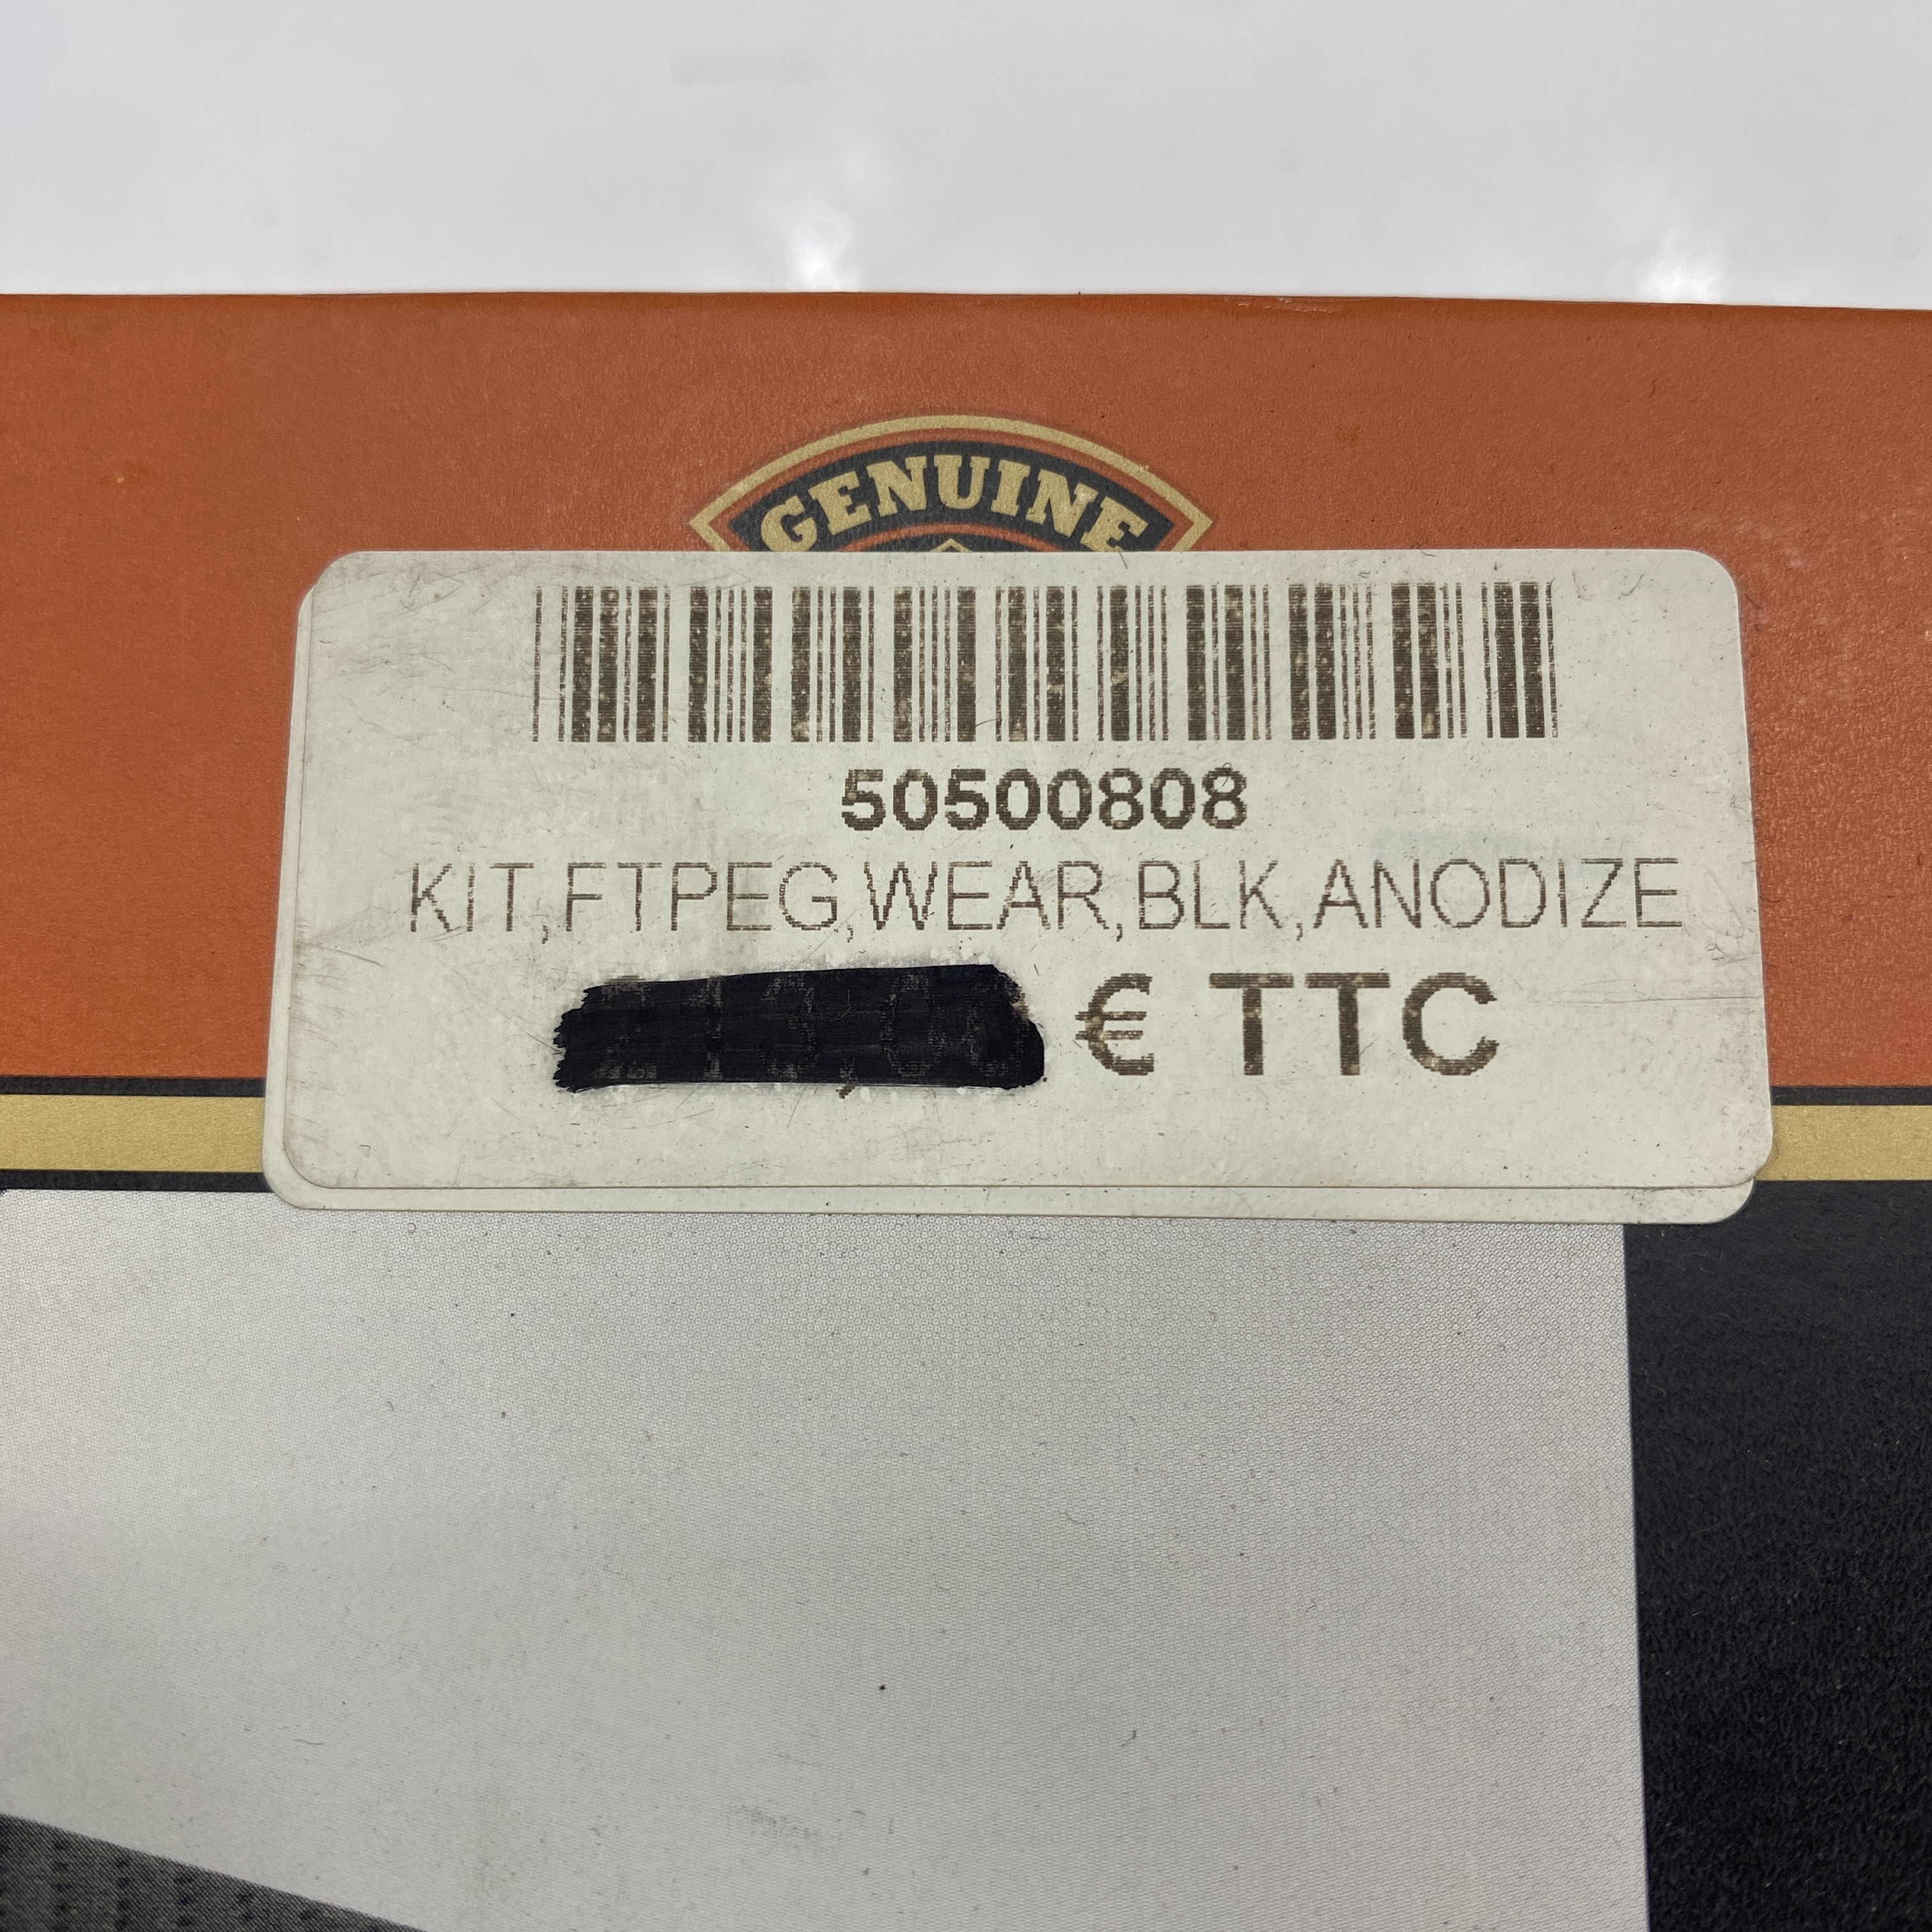 GENUINE
50500808
KIT,FTPEG,WEAR,BLK,ANODIZE
€ TTC